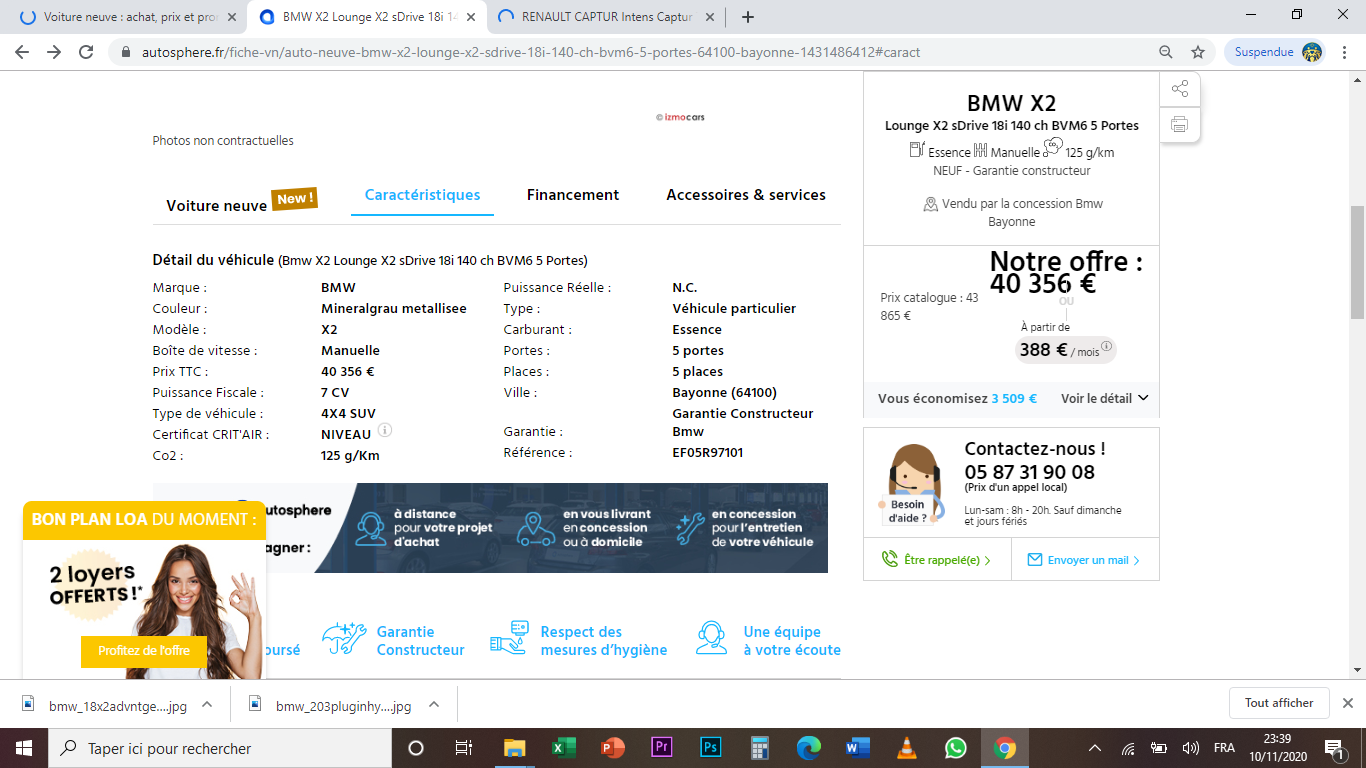 Voiture neuve : achat, prix et pror
BMW X2 Lounge X2 sDrive 18i 14
RENAULT CAPTUR Intens Captur
autosphere.fr/fiche-vn/auto-neuve-bmw-x2-lounge-x2-sdrive-18i-140-ch-bvm6-5-portes-64100-bayonne-1431486412#caract
Suspendue
© izmocars
Photos non contractuelles
Voiture neuve New !
Caractéristiques
Financement
Accessoires & services
Détail du véhicule (Bmw X2 Lounge X2 sDrive 18i 140 ch BVM6 5 Portes)
Marque : BMW
Couleur : Mineralgrau metallisee
Modèle : X2
Boîte de vitesse : Manuelle
Prix TTC : 40 356 €
Puissance Fiscale : 7 CV
Type de véhicule : 4X4 SUV
Certificat CRIT'AIR : NIVEAU
Co2 : 125 g/Km
Puissance Réelle : N.C.
Type : Véhicule particulier
Carburant : Essence
Portes : 5 portes
Places : 5 places
Ville : Bayonne (64100)
Garantie Constructeur
Garantie : Bmw
Référence : EF05R97101
BMW X2
Lounge X2 sDrive 18i 140 ch BVM6 5 Portes
Essence Manuelle CO₂ 125 g/km
NEUF - Garantie constructeur
Vendu par la concession Bmw
Bayonne
Prix catalogue : 43
865 €
Notre offre :
40 356 €
OU
À partir de
388 € / mois
Vous économisez 3 509 €
Voir le détail
Contactez-nous !
05 87 31 90 08
(Prix d'un appel local)
Lun-sam : 8h - 20h. Sauf dimanche
et jours fériés
Besoin
d'aide ?
Être rappelé(e)
Envoyer un mail
autosphere
agner :
à distance
pour votre projet
d'achat
en vous livrant
en concession
ou à domicile
en concession
pour l'entretien
de votre véhicule
BON PLAN LOA DU MOMENT :
2 loyers
OFFERTS !*
Profitez de l'offre
oursé
Garantie
Constructeur
Respect des
mesures d'hygiène
Une équipe
à votre écoute
bmw_18x2advntge....jpg
bmw_203pluginhy....jpg
Tout afficher
Taper ici pour rechercher
FRA
23:39
10/11/2020
1